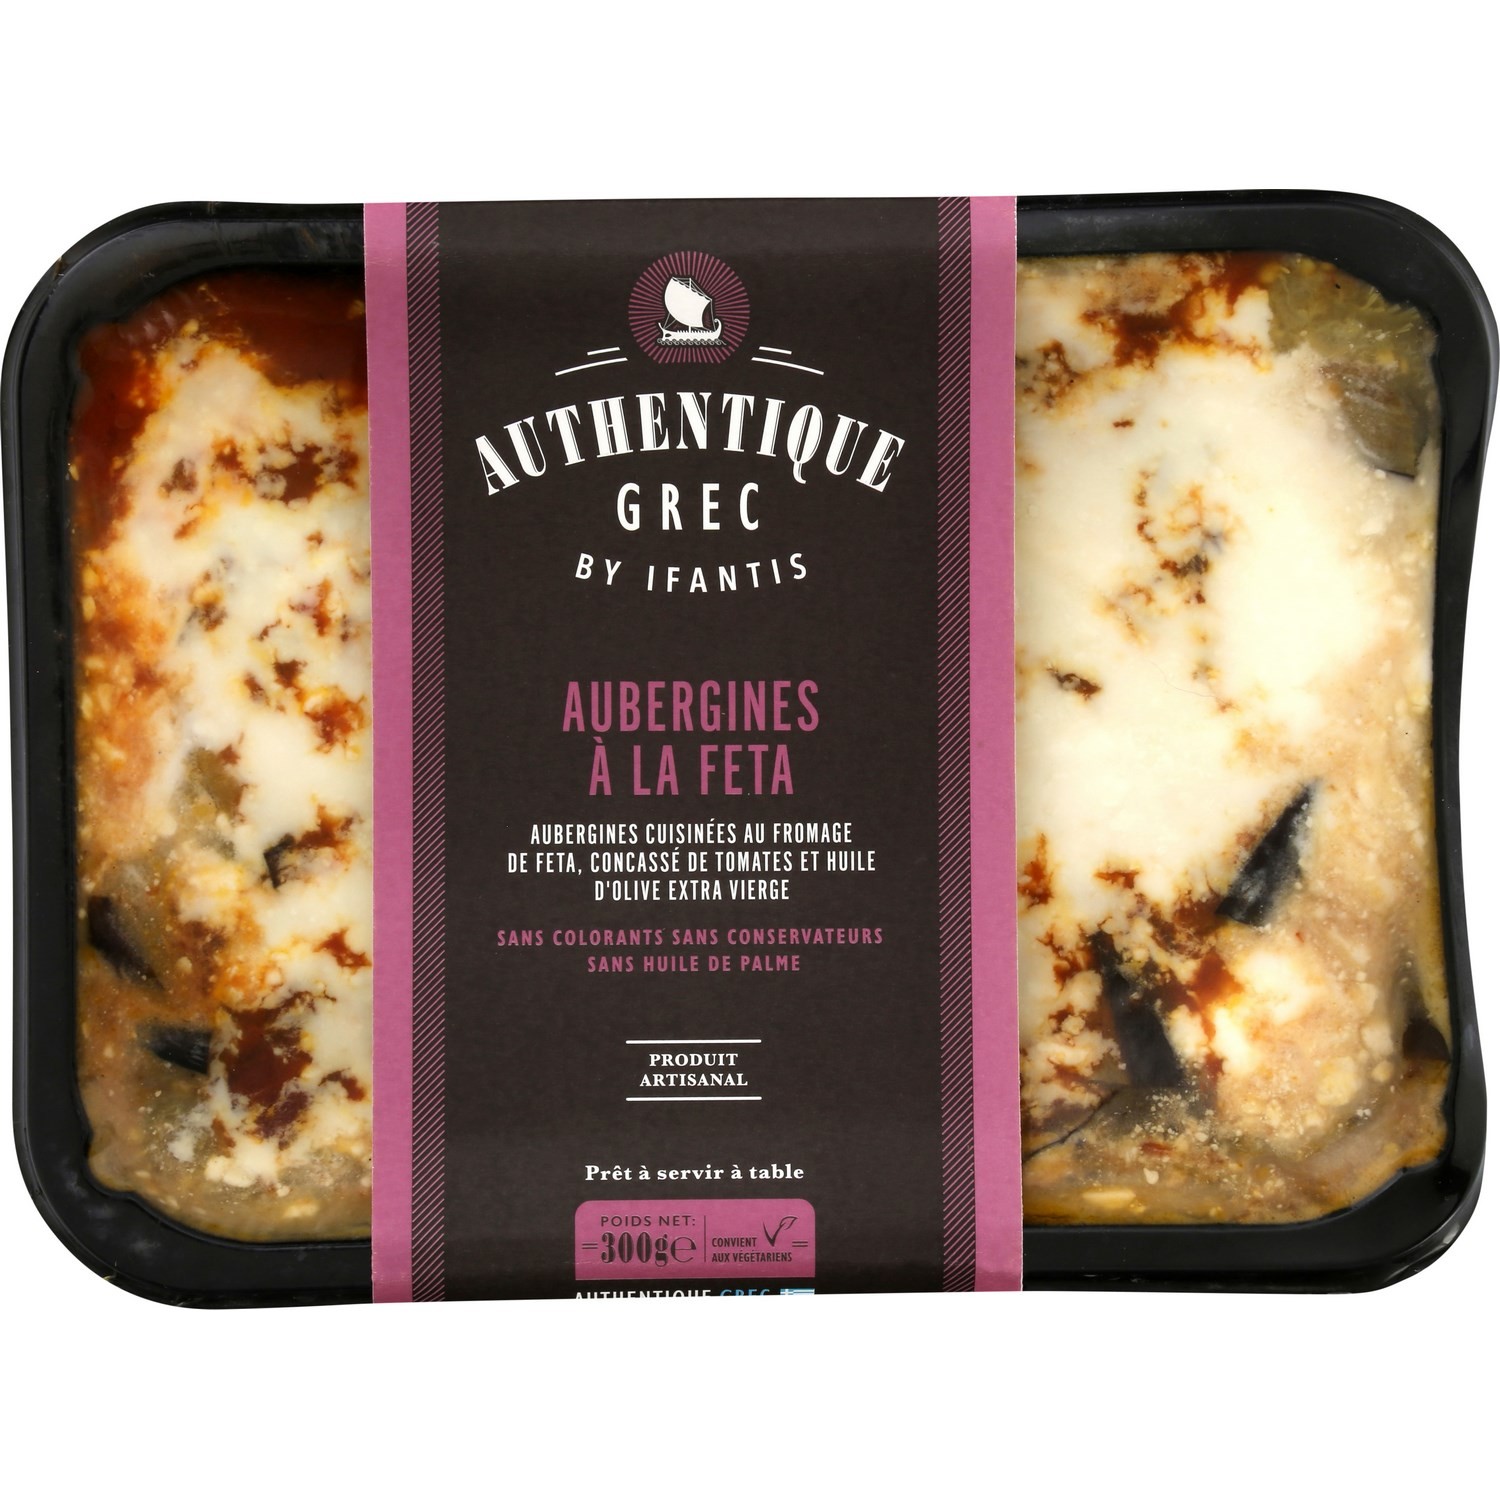 AUTHENTIQUE
GREC
BY IFANTIS
AUBERGINES
À LA FETA
AUBERGINES CUISINÉES AU FROMAGE
DE FETA, CONCASSÉ DE TOMATES ET HUILE
D'OLIVE EXTRA VIERGE
SANS COLORANTS SANS CONSERVATEURS
SANS HUILE DE PALME
PRODUIT
ARTISANAL
Prêt à servir à table
POIDS NET:
300g℮
CONVIENT
AUX VÉGÉTARIENS
AUTHENTIQUE GREC